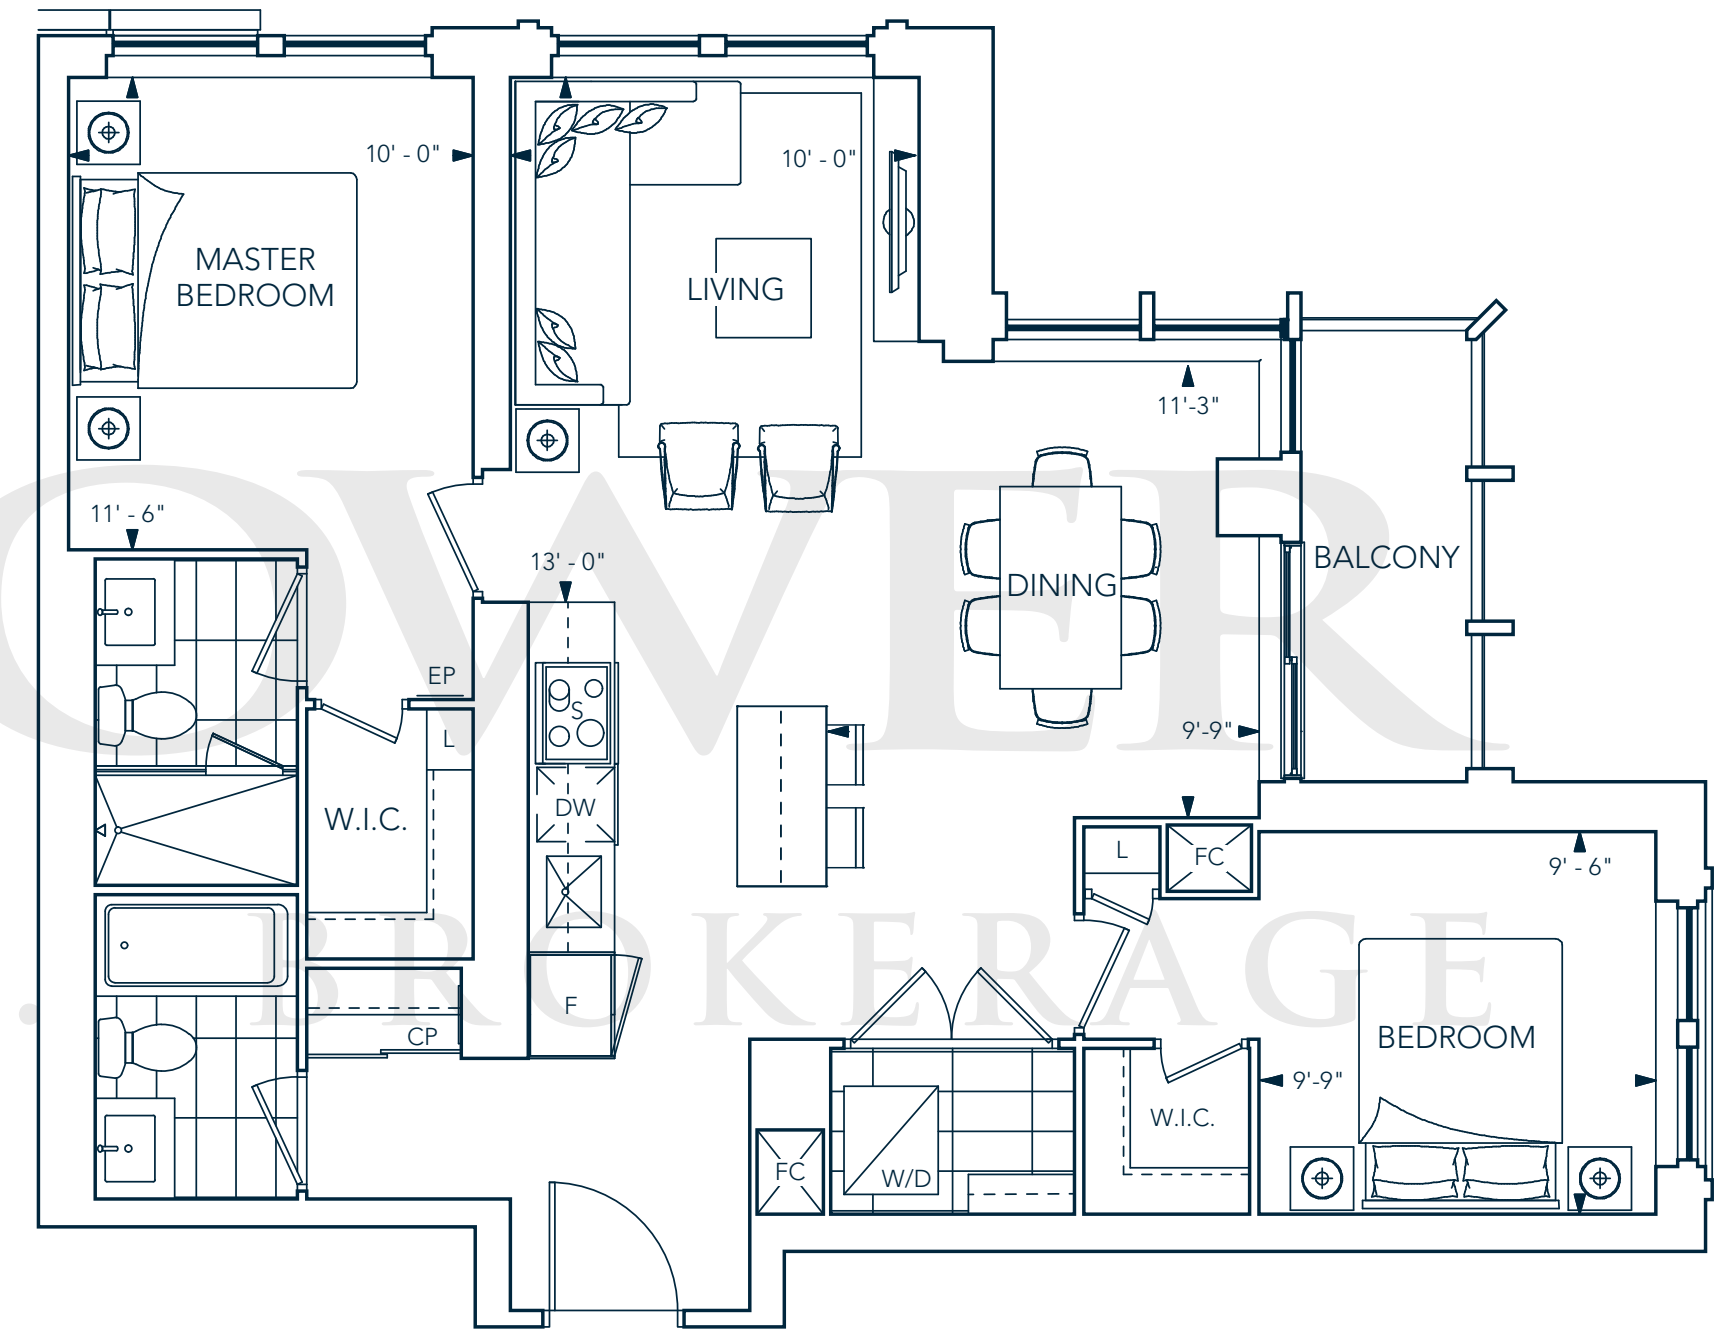 10' - 0"
10' - 0"
MASTER
BEDROOM
LIVING
11'-3"
11' - 6"
13' - 0"
DINING
BALCONY
OWER
EP
S
9'-9"
L
DW
W.I.C.
L
FC
9' - 6"
. BROKERAGE
F
CP
BEDROOM
9'-9"
W.I.C.
FC
W/D